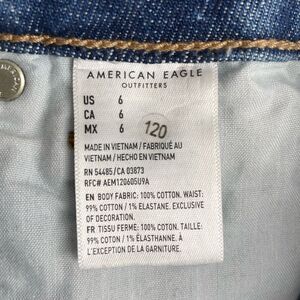 AMERICAN EAGLE
OUTFITTERS
US 6
CA 6
MX 6 120
MADE IN VIETNAM / FABRIQUÉ AU
VIETNAM / HECHO EN VIETNAM
RN 54485/CA 03873
RFC# AEM120605U9A
EN BODY FABRIC: 100% COTTON. WAIST:
99% COTTON / 1% ELASTANE. EXCLUSIVE
OF DECORATION.
FR TISSU FERME: 100% COTON. TAILLE:
99% COTON / 1% ÉLASTHANNE. À
L'EXCEPTION DE LA GARNITURE.